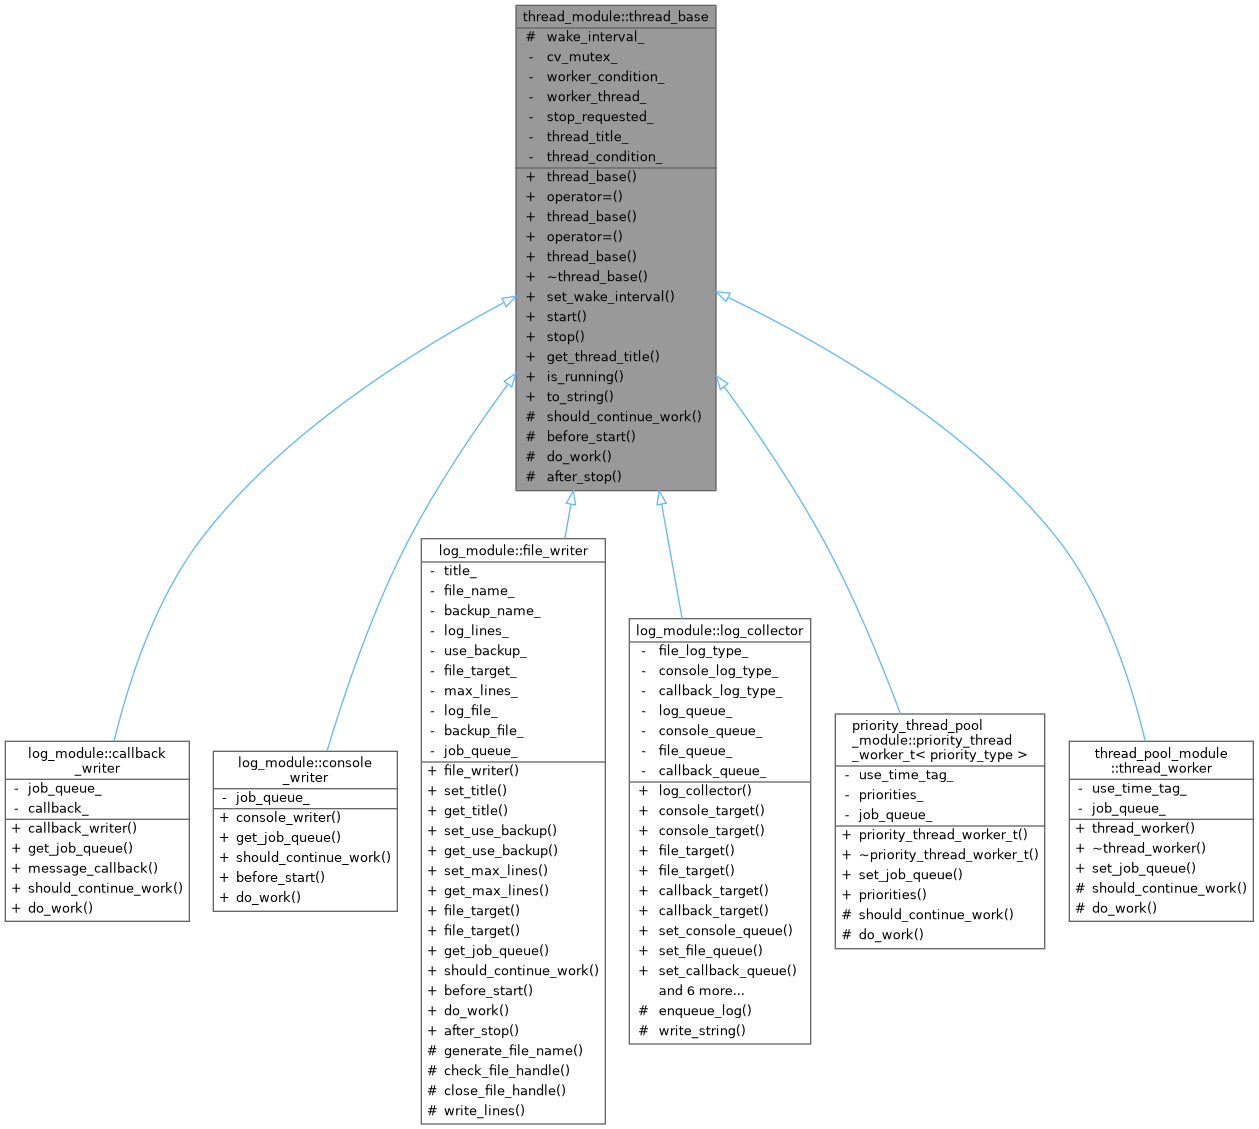 thread_module::thread_base
# wake_interval_
- cv_mutex_
- worker_condition_
- worker_thread_
- stop_requested_
- thread_title_
- thread_condition_
+ thread_base()
+ operator=()
+ thread_base()
+ operator=()
+ thread_base()
+ ~thread_base()
+ set_wake_interval()
+ start()
+ stop()
+ get_thread_title()
+ is_running()
+ to_string()
# should_continue_work()
# before_start()
# do_work()
# after_stop()
log_module::callback
_writer
- job_queue_
- callback_
+ callback_writer()
+ get_job_queue()
+ message_callback()
+ should_continue_work()
+ do_work()
log_module::console
_writer
- job_queue_
+ console_writer()
+ get_job_queue()
+ should_continue_work()
+ before_start()
+ do_work()
log_module::file_writer
- title_
- file_name_
- backup_name_
- log_lines_
- use_backup_
- file_target_
- max_lines_
- log_file_
- backup_file_
- job_queue_
+ file_writer()
+ set_title()
+ get_title()
+ set_use_backup()
+ get_use_backup()
+ set_max_lines()
+ get_max_lines()
+ file_target()
+ file_target()
+ get_job_queue()
+ should_continue_work()
+ before_start()
+ do_work()
+ after_stop()
# generate_file_name()
# check_file_handle()
# close_file_handle()
# write_lines()
log_module::log_collector
- file_log_type_
- console_log_type_
- callback_log_type_
- log_queue_
- console_queue_
- file_queue_
- callback_queue_
+ log_collector()
+ console_target()
+ console_target()
+ file_target()
+ file_target()
+ callback_target()
+ callback_target()
+ set_console_queue()
+ set_file_queue()
+ set_callback_queue()
and 6 more...
# enqueue_log()
# write_string()
priority_thread_pool
_module::priority_thread
_worker_t< priority_type >
- use_time_tag_
- priorities_
- job_queue_
+ priority_thread_worker_t()
+ ~priority_thread_worker_t()
+ set_job_queue()
+ priorities()
# should_continue_work()
# do_work()
thread_pool_module
::thread_worker
- use_time_tag_
- job_queue_
+ thread_worker()
+ ~thread_worker()
+ set_job_queue()
# should_continue_work()
# do_work()